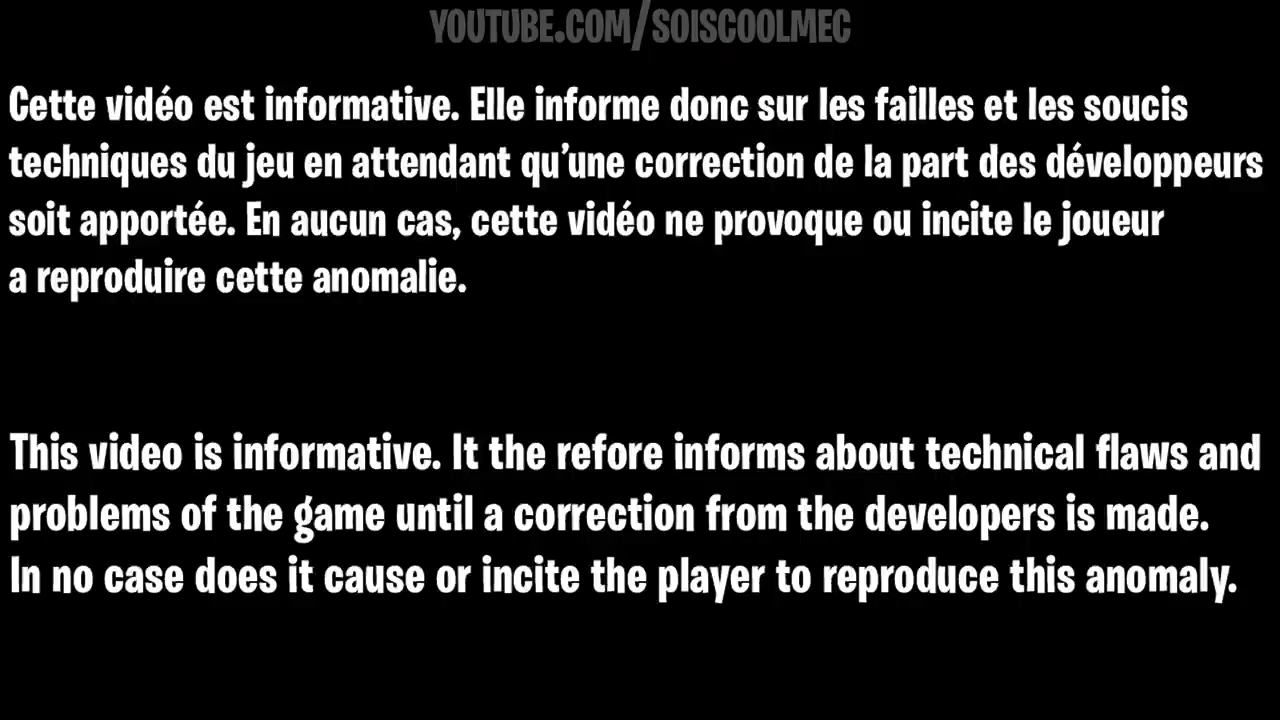 YOUTUBE.COM/SOISCOOLMEC
Cette vidéo est informative. Elle informe donc sur les failles et les soucis
techniques du jeu en attendant qu'une correction de la part des développeurs
soit apportée. En aucun cas, cette vidéo ne provoque ou incite le joueur
a reproduire cette anomalie.
This video is informative. It the refore informs about technical flaws and
problems of the game until a correction from the developers is made.
In no case does it cause or incite the player to reproduce this anomaly.